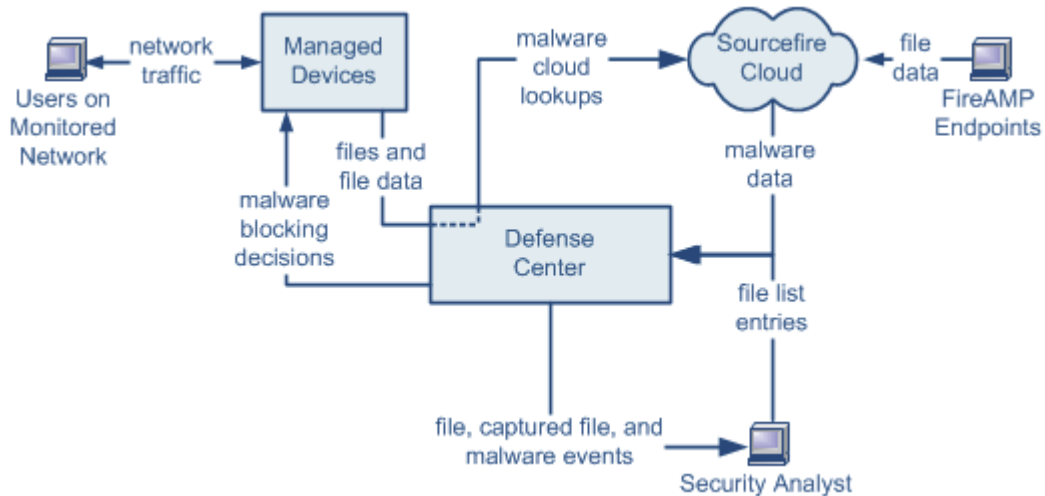 network
traffic
Users on
Monitored
Network
Managed
Devices
malware
cloud
lookups
Sourcefire
Cloud
file
data
FireAMP
Endpoints
files and
file data
malware
data
malware
blocking
decisions
Defense
Center
file list
entries
file, captured file, and
malware events
Security Analyst